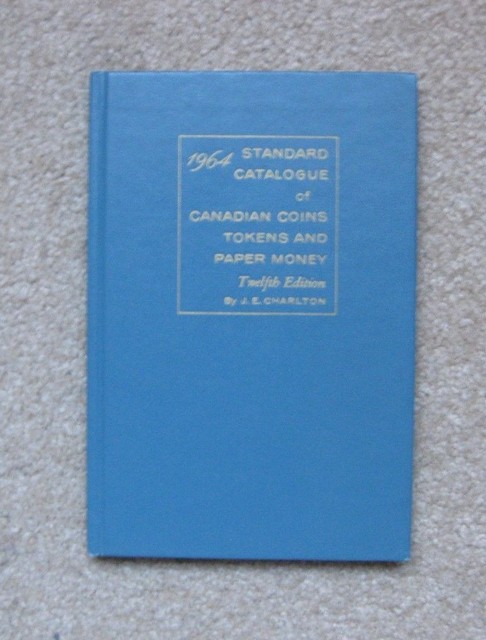 1964 STANDARD
CATALOGUE
of
CANADIAN COINS
TOKENS AND
PAPER MONEY
Twelfth Edition
By J. E. CHARLTON